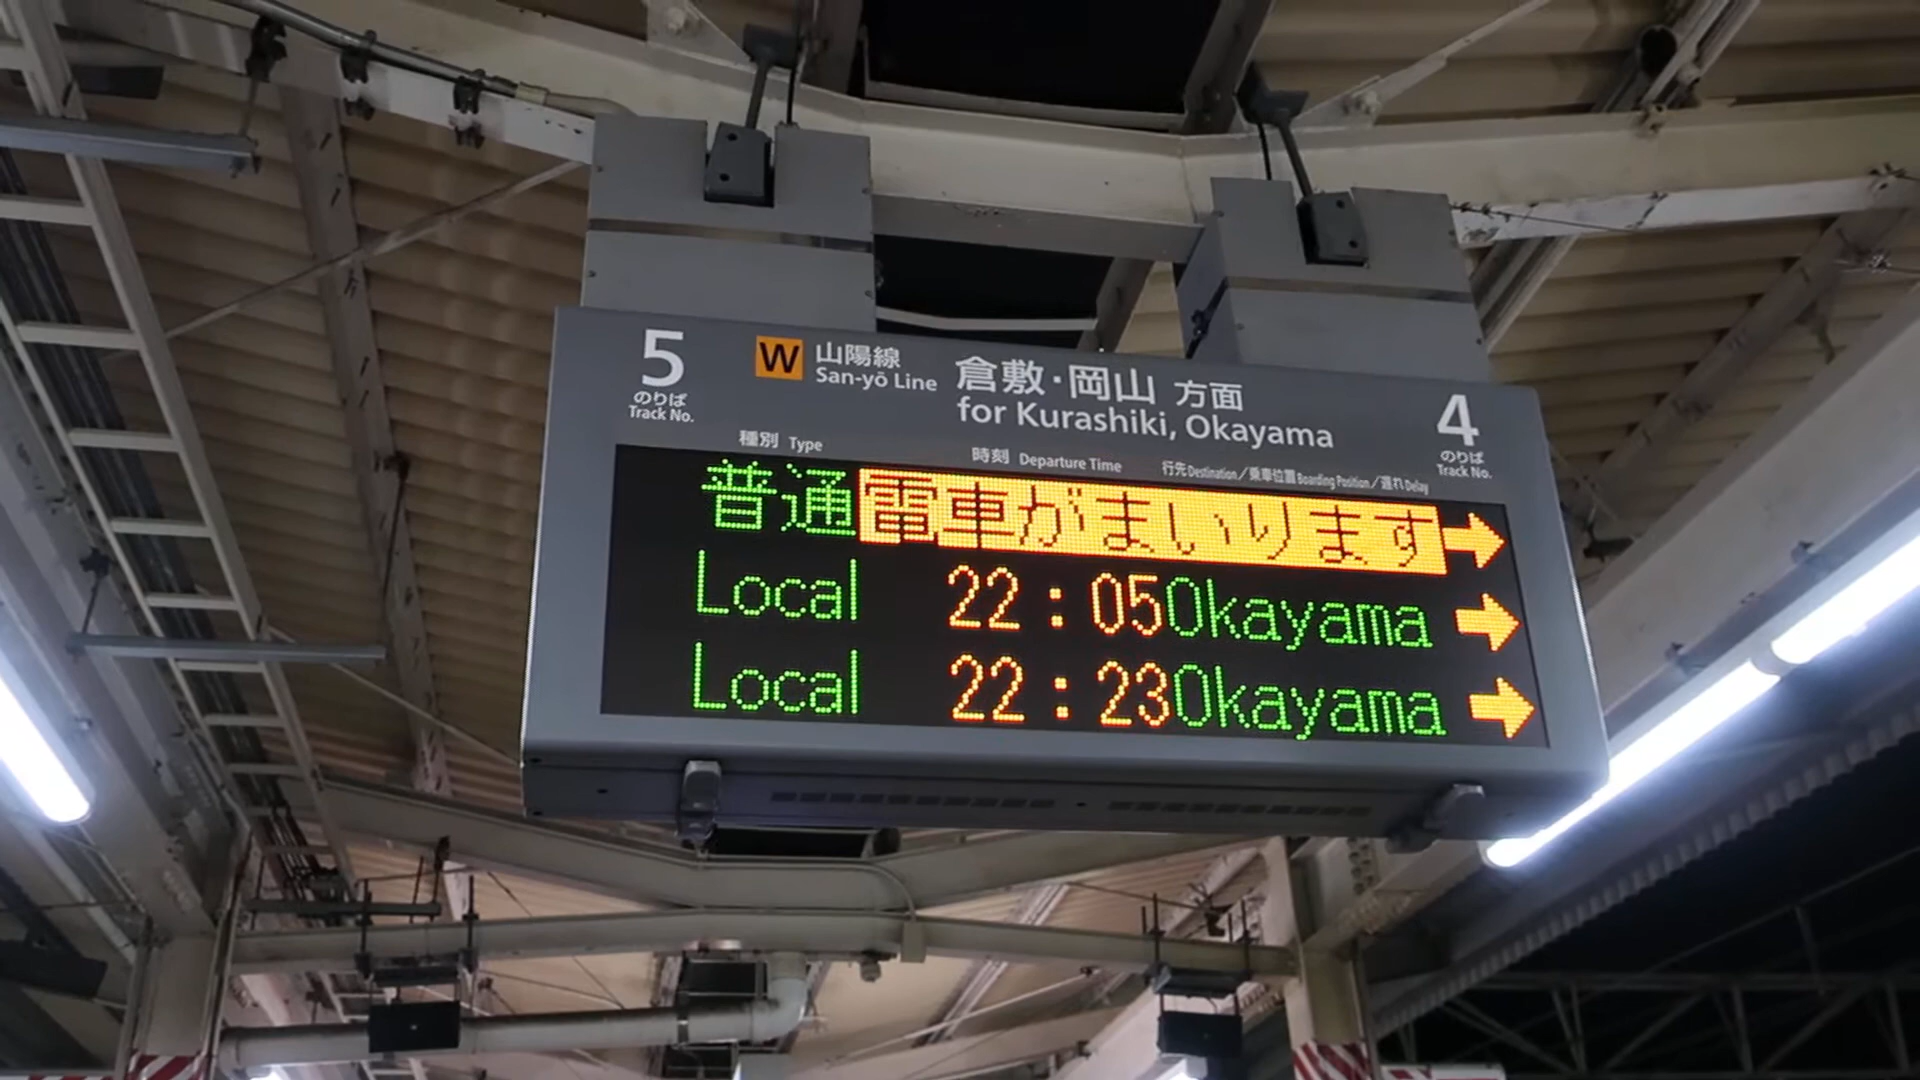 5
のりば
Track No.
W 山陽線
San-yō Line
倉敷・岡山 方面
for Kurashiki, Okayama
4
のりば
Track No.
種別 Type
時刻 Departure Time
行先 Destination／乗車位置 Boarding Position／遅れ Delay
普通 電車がまいります →
Local 22:05 Okayama →
Local 22:23 Okayama →